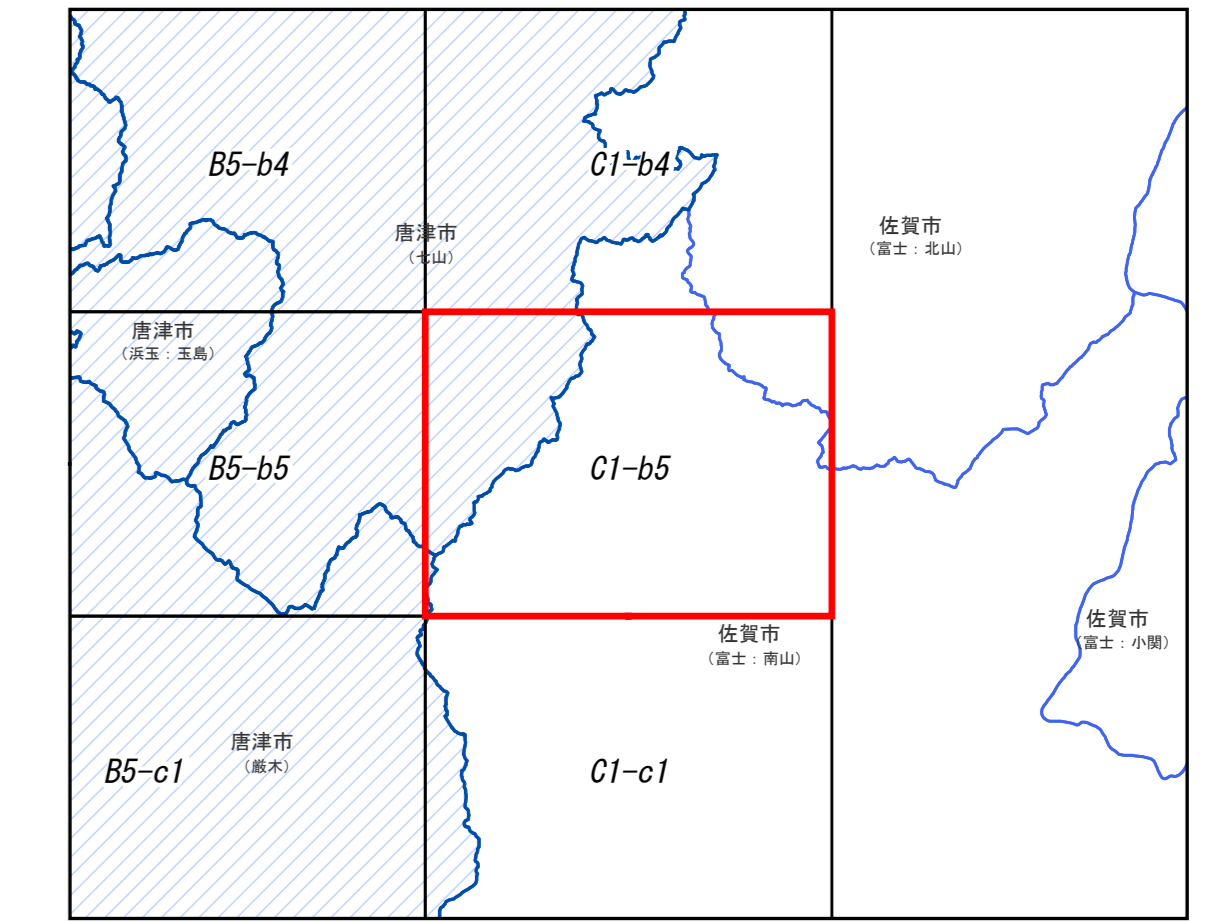 B5-b4
C1-b4
唐津市
（七山）
佐賀市
（富士：北山）
唐津市
（浜玉：玉島）
B5-b5
C1-b5
佐賀市
（富士：小関）
佐賀市
（富士：南山）
唐津市
（厳木）
B5-c1
C1-c1